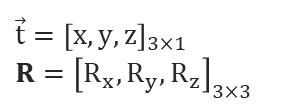 t⃗ = [x, y, z]₃ₓ₁
𝐑 = [Rₓ, Rᵧ, R_z]₃ₓ₃